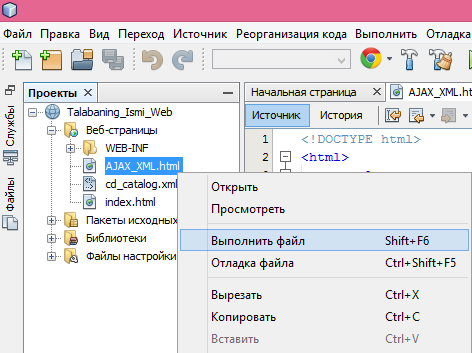 Файл Правка Вид Переход Источник Реорганизация кода Выполнить Отладка
Проекты
Начальная страница
AJAX_XML.htm
Talabaning_Ismi_Web
Источник История
Веб-страницы
WEB-INF
AJAX_XML.html
cd_catalog.xml
index.html
Пакеты исходных
Библиотеки
Файлы настройки
Службы
Файлы
1 <!DOCTYPE html>
2 <html>
3
Открыть
Просмотреть
Выполнить файл Shift+F6
Отладка файла Ctrl+Shift+F5
Вырезать Ctrl+X
Копировать Ctrl+C
Вставить Ctrl+V